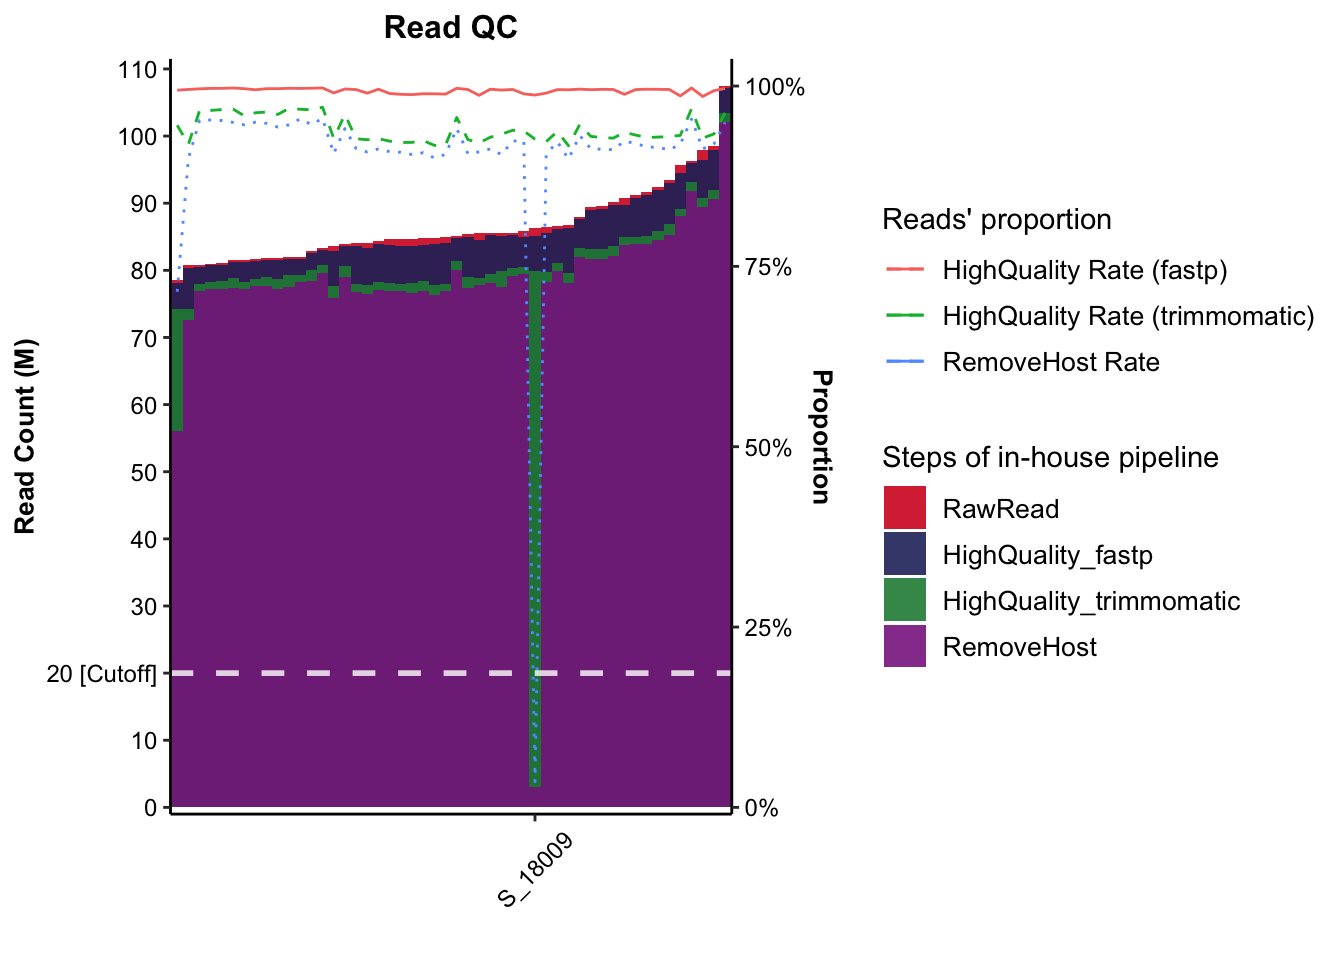 Read QC
Read Count (M)
110
100
90
80
70
60
50
40
30
20 [Cutoff]
10
0
100%
75%
50%
25%
0%
Proportion
S_18009
Reads' proportion
HighQuality Rate (fastp)
HighQuality Rate (trimmomatic)
RemoveHost Rate
Steps of in-house pipeline
RawRead
HighQuality_fastp
HighQuality_trimmomatic
RemoveHost